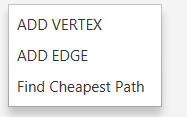 ADD VERTEX
ADD EDGE
Find Cheapest Path